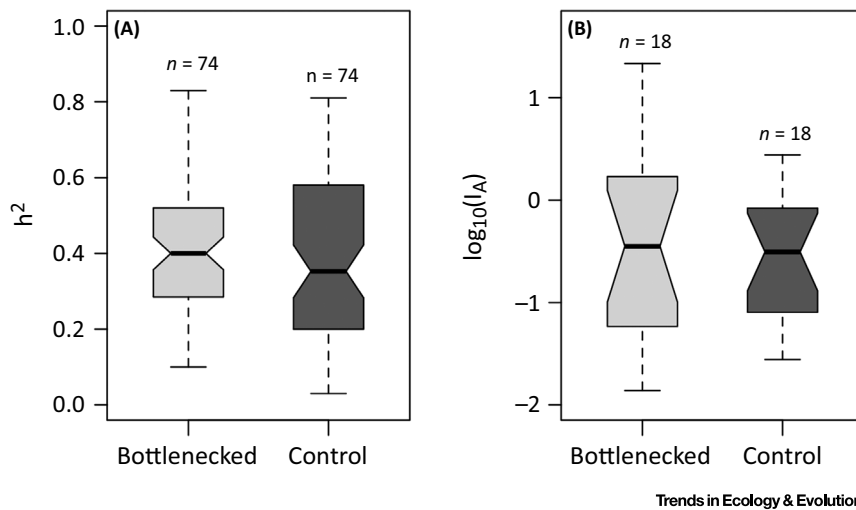 (A)
n = 74
n = 74
1.0
0.8
0.6
0.4
0.2
0.0
h²
Bottlenecked
Control
(B)
n = 18
n = 18
1
0
–1
–2
log₁₀(I_A)
Bottlenecked
Control
Trends in Ecology & Evolution